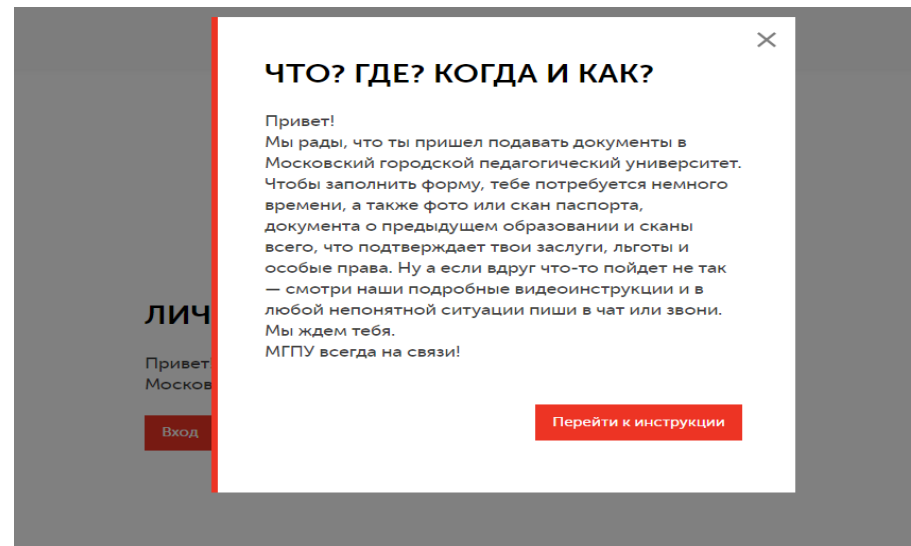 ЧТО? ГДЕ? КОГДА И КАК?
Привет!
Мы рады, что ты пришел подавать документы в
Московский городской педагогический университет.
Чтобы заполнить форму, тебе потребуется немного
времени, а также фото или скан паспорта,
документа о предыдущем образовании и сканы
всего, что подтверждает твои заслуги, льготы и
особые права. Ну а если вдруг что-то пойдет не так
— смотри наши подробные видеоинструкции и в
любой непонятной ситуации пиши в чат или звони.
Мы ждем тебя.
МГПУ всегда на связи!
Перейти к инструкции
ЛИЧ
Привет
Москов
Вход